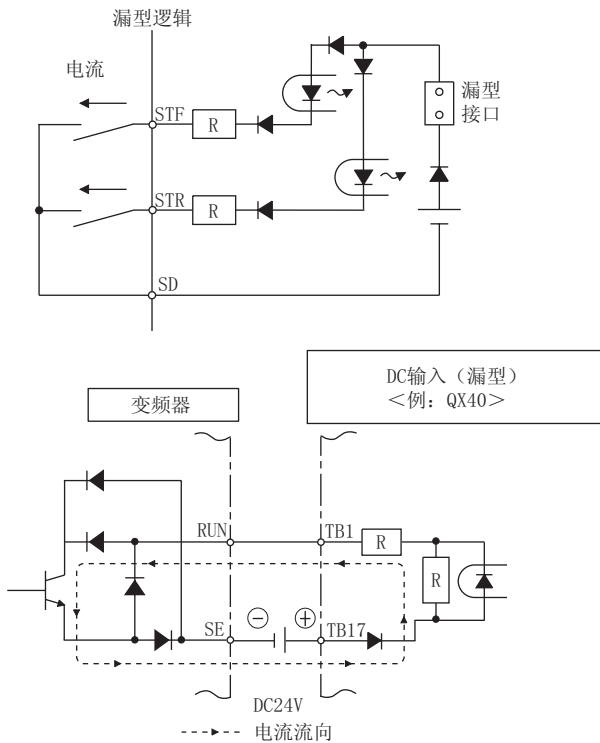 漏型逻辑
电流
STF
R
漏型
接口
STR
R
SD
DC输入（漏型）
<例：QX40>
变频器
RUN
TB1
R
R
SE
−
+
TB17
DC24V
电流流向